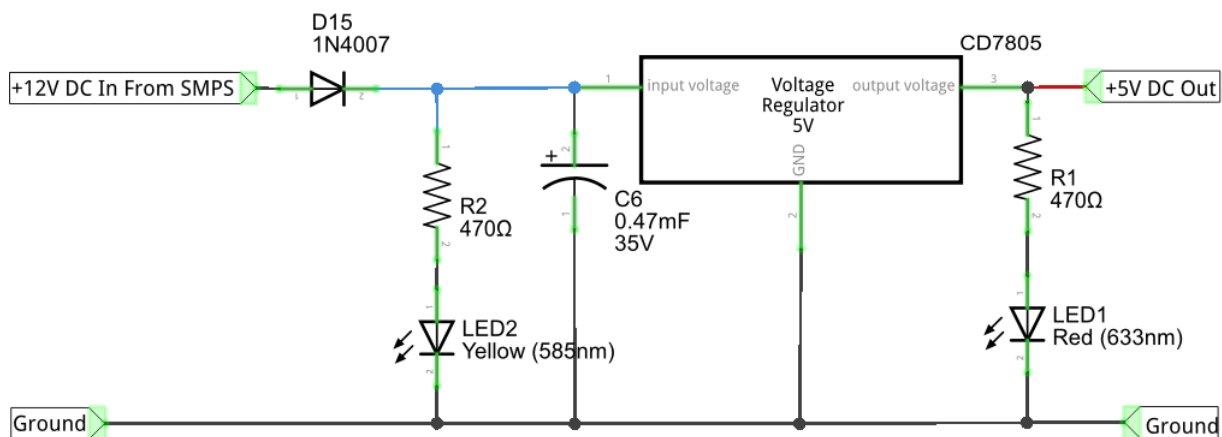 D15
1N4007
CD7805
+12V DC In From SMPS
1
2
1
input voltage
Voltage
Regulator
5V
output voltage
3
+5V DC Out
GND
2
1
R2
470Ω
2
+
2
C6
0.47mF
35V
1
1
R1
470Ω
2
1
LED2
Yellow (585nm)
2
1
LED1
Red (633nm)
2
Ground
Ground